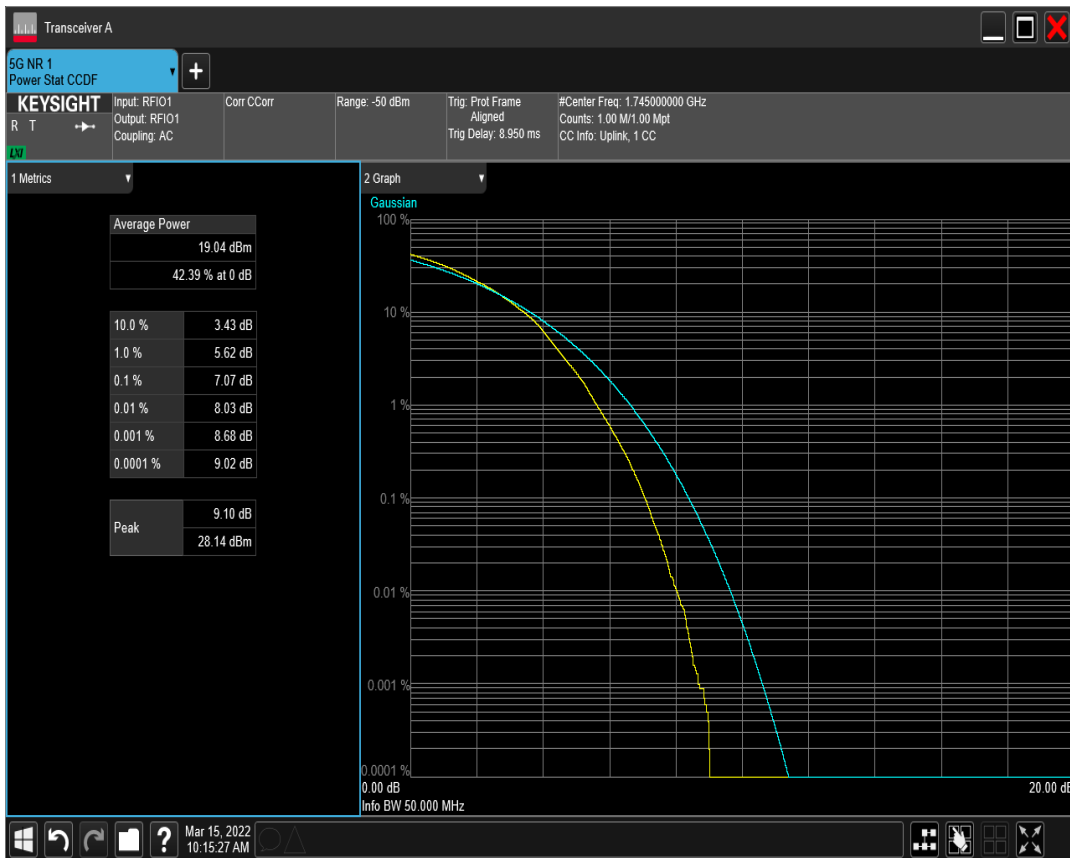 Transceiver A
5G NR 1
Power Stat CCDF
KEYSIGHT
R T
LXI
Input: RFIO1
Output: RFIO1
Coupling: AC
Corr CCorr
Range: -50 dBm
Trig: Prot Frame
Aligned
Trig Delay: 8.950 ms
#Center Freq: 1.745000000 GHz
Counts: 1.00 M/1.00 Mpt
CC Info: Uplink, 1 CC
1 Metrics
Average Power
19.04 dBm
42.39 % at 0 dB
10.0 % 3.43 dB
1.0 % 5.62 dB
0.1 % 7.07 dB
0.01 % 8.03 dB
0.001 % 8.68 dB
0.0001 % 9.02 dB
Peak
9.10 dB
28.14 dBm
2 Graph
Gaussian
100 %
10 %
1 %
0.1 %
0.01 %
0.001 %
0.0001 %
0.00 dB 20.00 dB
Info BW 50.000 MHz
Mar 15, 2022
10:15:27 AM